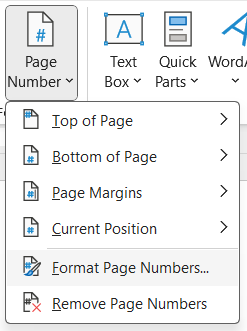 Page Text Quick WordA
Number Box Parts
Top of Page
Bottom of Page
Page Margins
Current Position
Format Page Numbers...
Remove Page Numbers